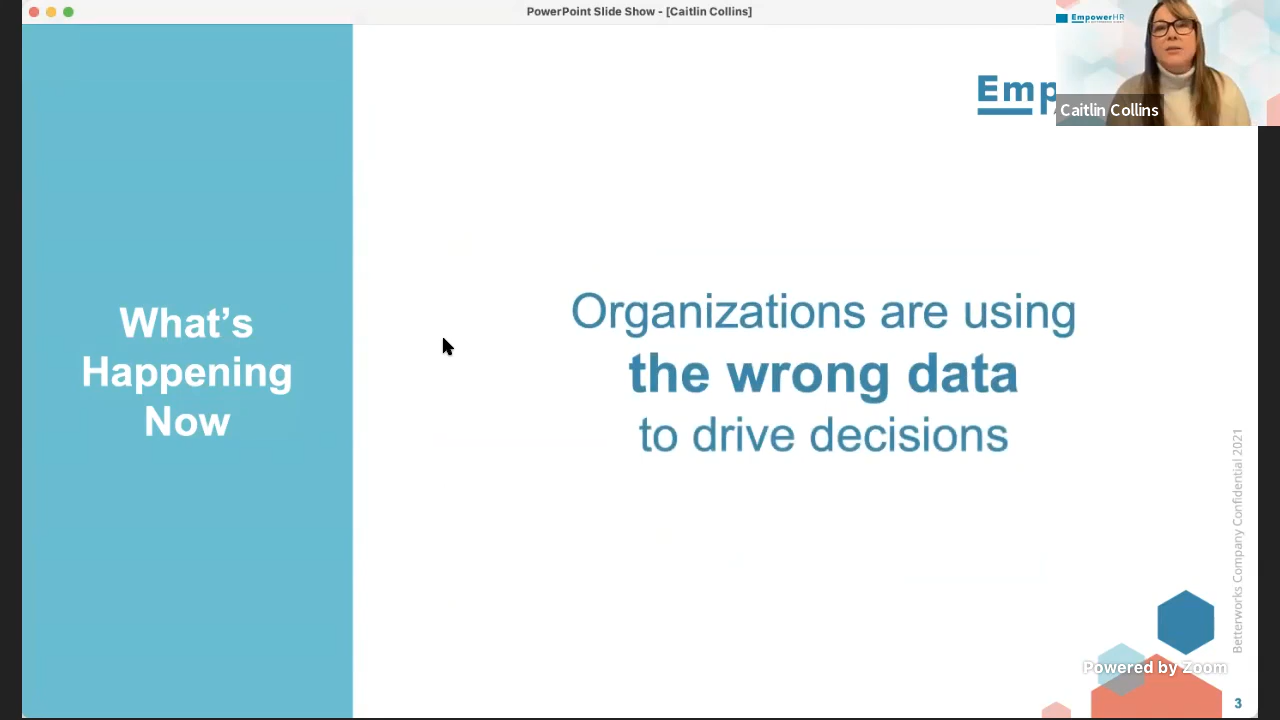 PowerPoint Slide Show - [Caitlin Collins]
EmpowerHR
Caitlin Collins
Emp
What's
Happening
Now
Organizations are using
the wrong data
to drive decisions
Betterworks Company Confidential 2021
Powered by Zoom
3